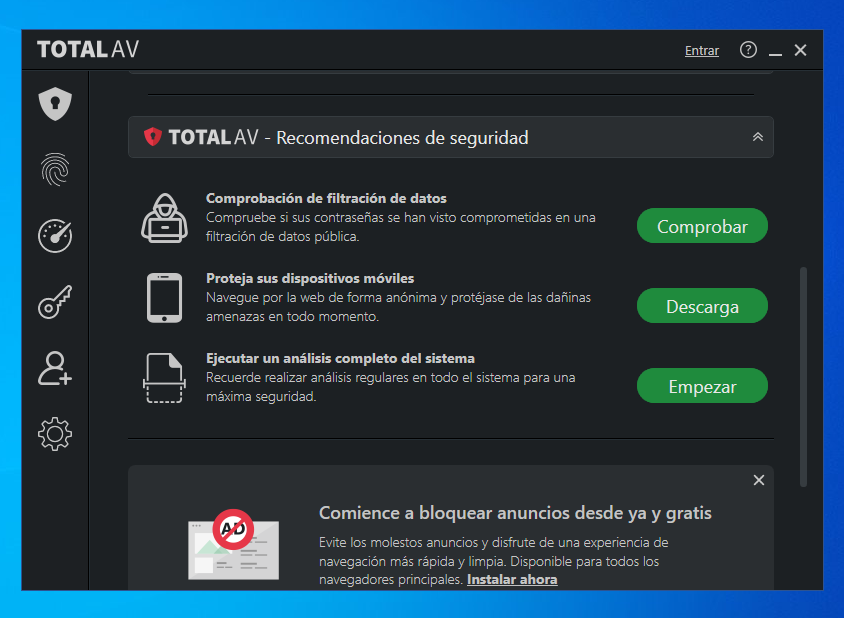 TOTAL AV
Entrar
?
TOTAL AV - Recomendaciones de seguridad
Comprobación de filtración de datos
Compruebe si sus contraseñas se han visto comprometidas en una
filtración de datos pública.
Comprobar
Proteja sus dispositivos móviles
Navegue por la web de forma anónima y protéjase de las dañinas
amenazas en todo momento.
Descarga
Ejecutar un análisis completo del sistema
Recuerde realizar análisis regulares en todo el sistema para una
máxima seguridad.
Empezar
AD
Comience a bloquear anuncios desde ya y gratis
Evite los molestos anuncios y disfrute de una experiencia de
navegación más rápida y limpia. Disponible para todos los
navegadores principales. Instalar ahora